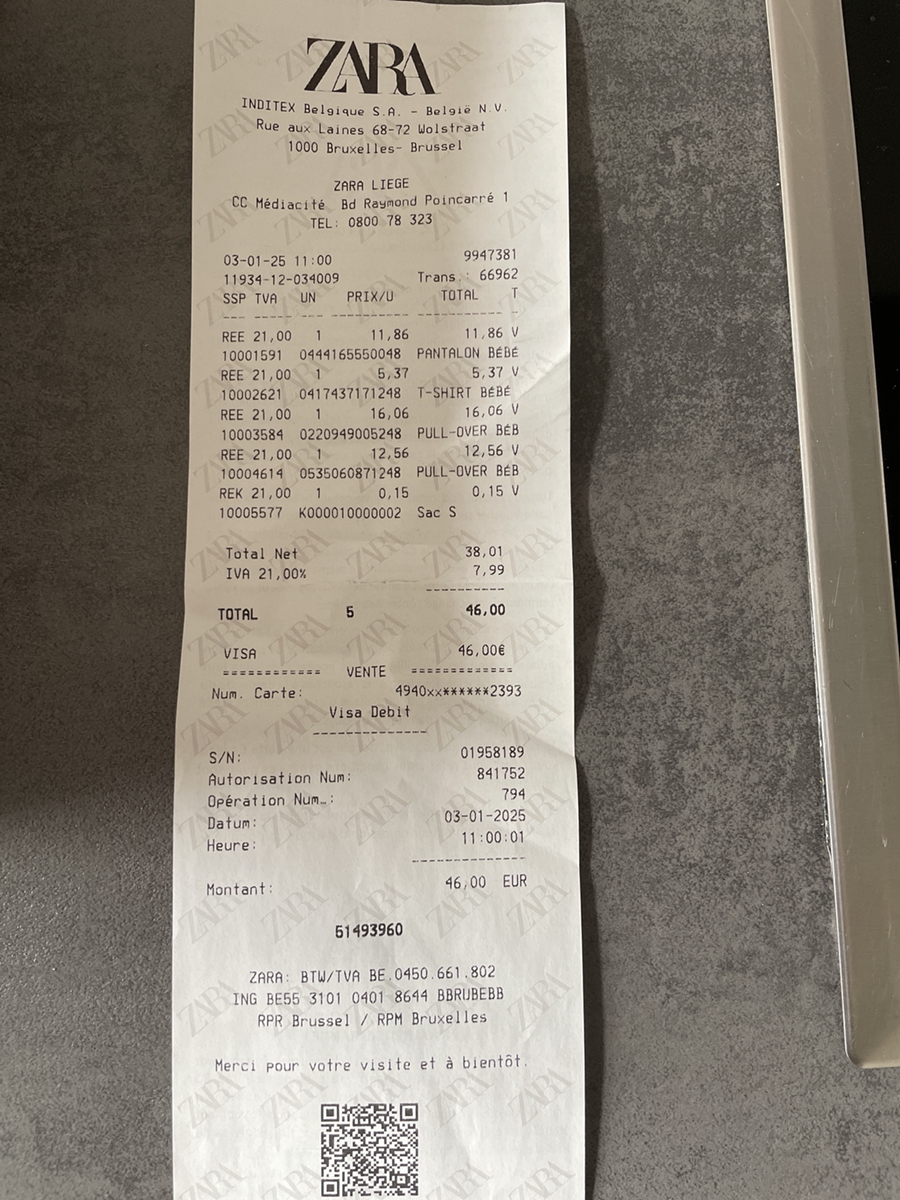 ZARA
INDITEX Belgique S.A. - België N.V.
Rue aux Laines 68-72 Wolstraat
1000 Bruxelles- Brussel
ZARA LIEGE
CC Médiacité Bd Raymond Poincarré 1
TEL: 0800 78 323
03-01-25 11:00 9947381
11934-12-034009 Trans.: 66962
SSP TVA UN PRIX/U TOTAL T
--- ----- --- --------- ---------- -
REE 21,00 1 11,86 11,86 V
10001591 0444165550048 PANTALON BÉBÉ
REE 21,00 1 5,37 5,37 V
10002621 0417437171248 T-SHIRT BÉBÉ
REE 21,00 1 16,06 16,06 V
10003584 0220949005248 PULL-OVER BÉB
REE 21,00 1 12,56 12,56 V
10004614 0535060871248 PULL-OVER BÉB
REK 21,00 1 0,15 0,15 V
10005577 K000010000002 Sac S
Total Net 38,01
IVA 21,00% 7,99
----------
TOTAL 5 46,00
VISA 46,00€
============ VENTE ============
Num. Carte: 4940xx******2393
Visa Debit
--------------
S/N: 01958189
Autorisation Num: 841752
Opération Num…: 794
Datum: 03-01-2025
Heure: 11:00:01
--------------
Montant: 46,00 EUR
51493960
ZARA: BTW/TVA BE.0450.661.802
ING BE55 3101 0401 8644 BBRUBEBB
RPR Brussel / RPM Bruxelles
Merci pour votre visite et à bientôt.